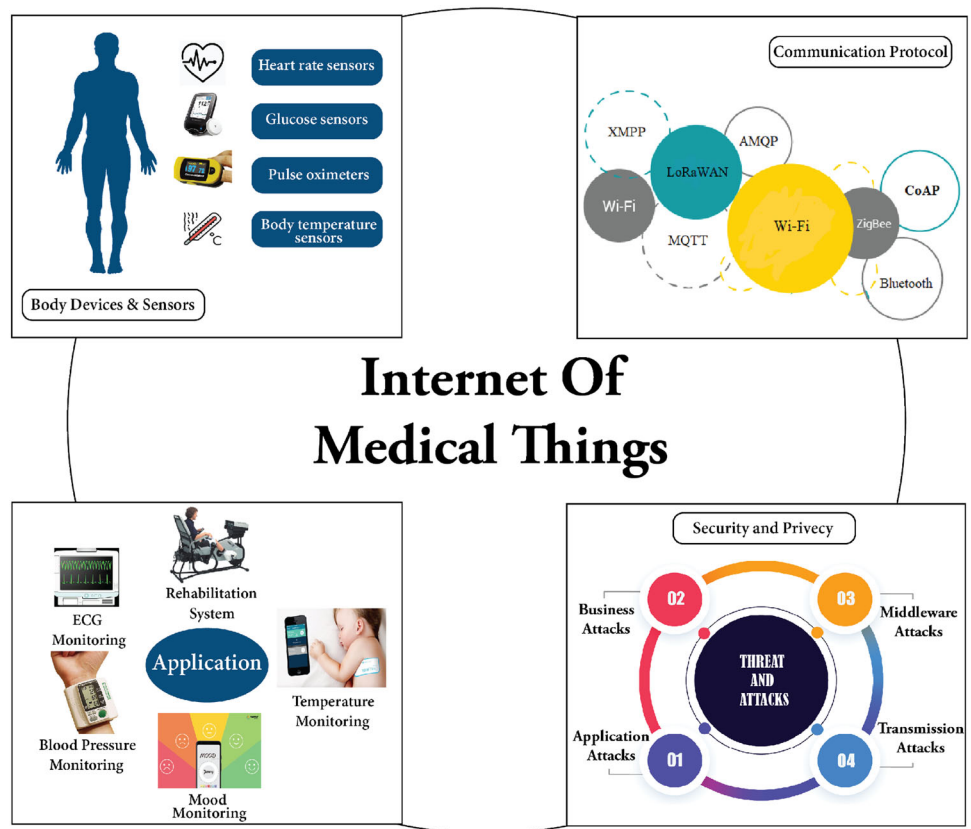 Heart rate sensors
Glucose sensors
Pulse oximeters
Body temperature
sensors
°C
Body Devices & Sensors
Communication Protocol
XMPP
AMQP
LoRaWAN
CoAP
Wi-Fi
Wi-Fi
ZigBee
MQTT
Bluetooth
Internet Of
Medical Things
Rehabilitation
System
ECG
Monitoring
Application
Temperature
Monitoring
Blood Pressure
Monitoring
MOOD
Mood
Monitoring
Security and Privecy
02
03
Business
Attacks
Middleware
Attacks
THREAT
AND
ATTACKS
Application
Attacks
Transmission
Attacks
01
04